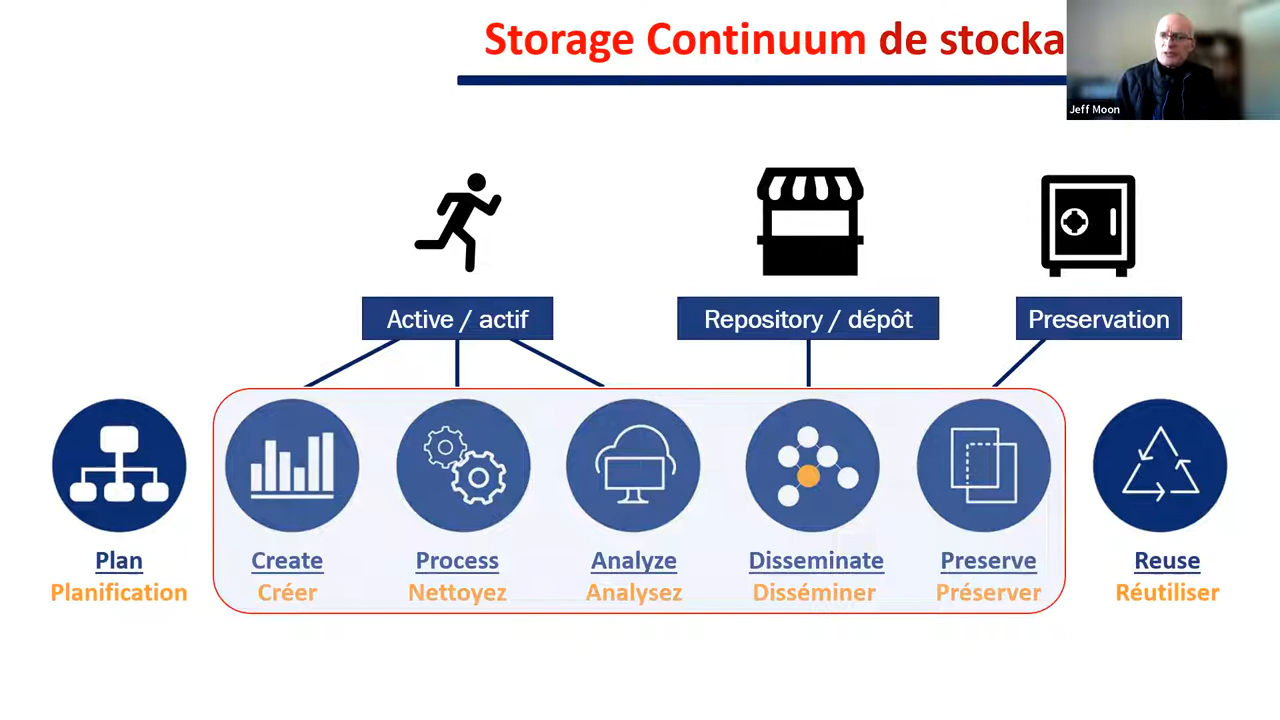 Storage Continuum de stocka
Jeff Moon
Active / actif
Repository / dépôt
Preservation
Plan
Planification
Create
Créer
Process
Nettoyez
Analyze
Analysez
Disseminate
Disséminer
Preserve
Préserver
Reuse
Réutiliser